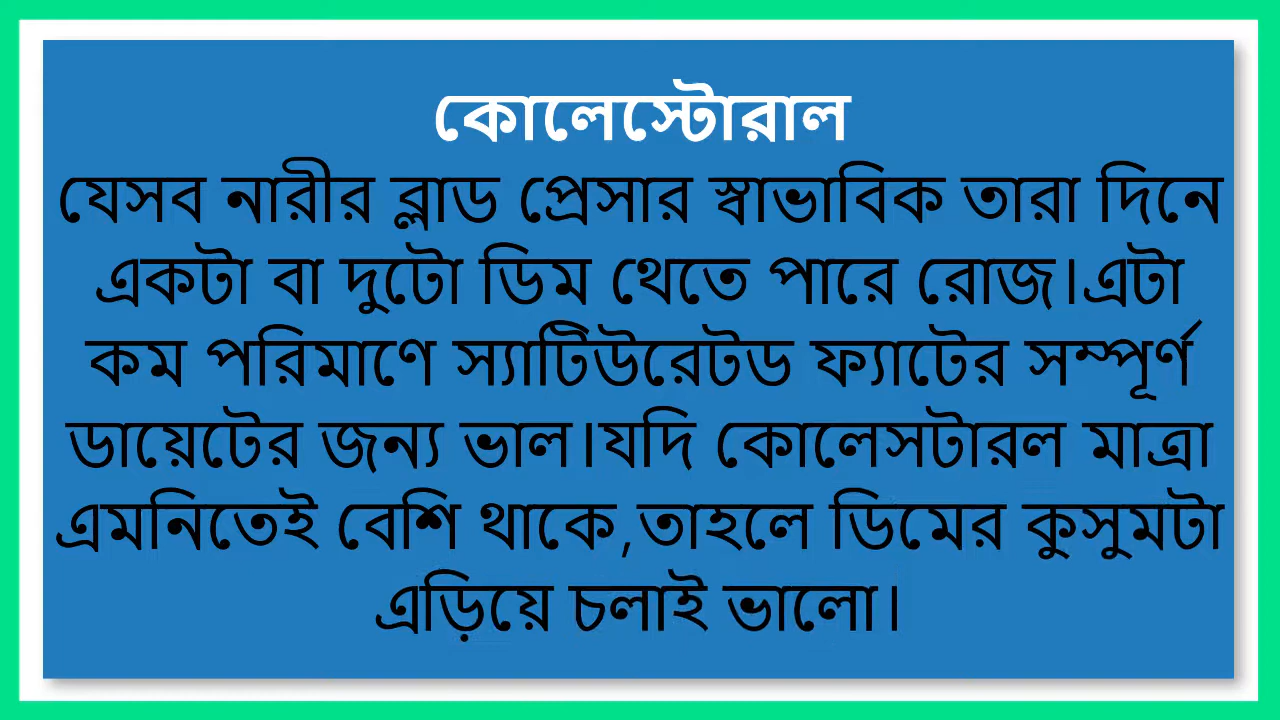 কোলেস্টোরাল
যেসব নারীর ব্লাড প্রেসার স্বাভাবিক তারা দিনে
একটা বা দুটো ডিম থেতে পারে রোজ।এটা
কম পরিমাণে স্যাটিউরেটড ফ্যাটের সম্পূর্ণ
ডায়েটের জন্য ভাল।যদি কোলেসটারল মাত্রা
এমনিতেই বেশি থাকে,তাহলে ডিমের কুসুমটা
এড়িয়ে চলাই ভালো।